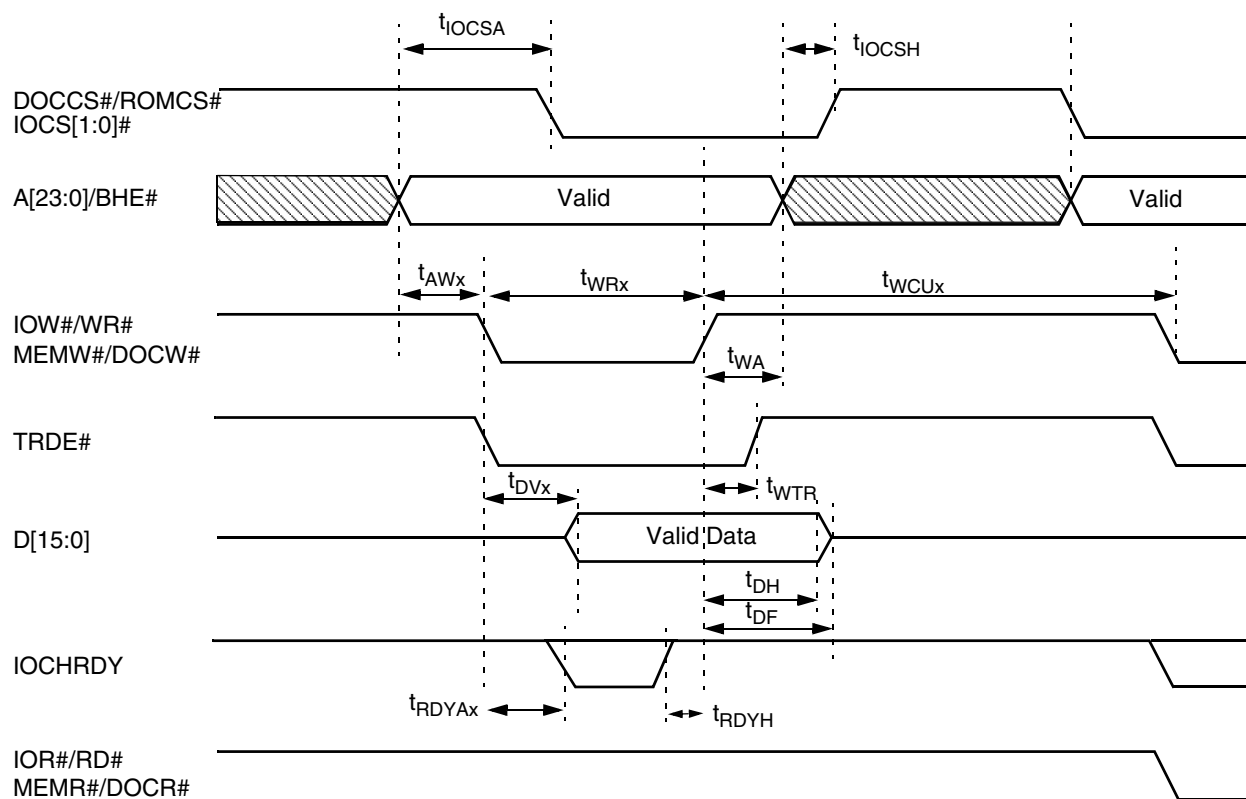 tIOCSA
tIOCSH
DOCCS#/ROMCS#
IOCS[1:0]#
A[23:0]/BHE#
Valid
Valid
tAWx
tWRx
tWCUx
IOW#/WR#
MEMW#/DOCW#
tWA
TRDE#
tDVx
tWTR
D[15:0]
Valid Data
tDH
tDF
IOCHRDY
tRDYAx
tRDYH
IOR#/RD#
MEMR#/DOCR#